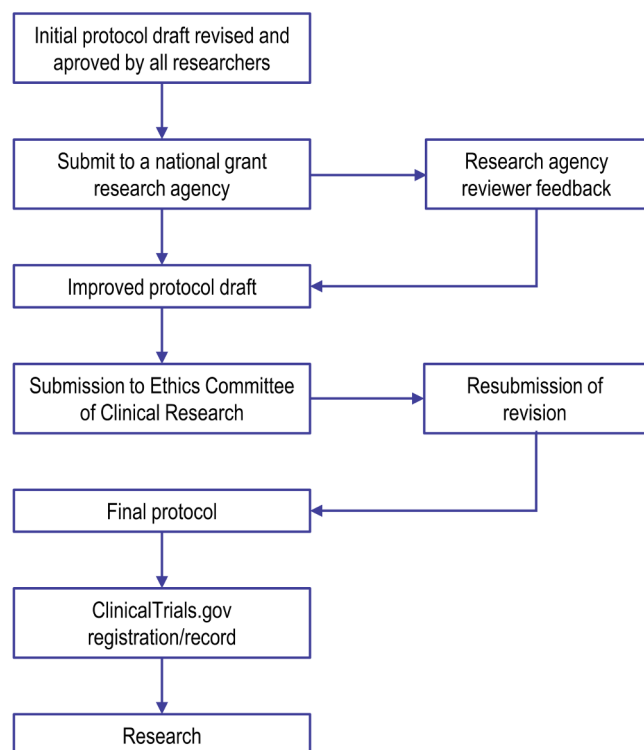 Initial protocol draft revised and
aproved by all researchers
Submit to a national grant
research agency
Research agency
reviewer feedback
Improved protocol draft
Submission to Ethics Committee
of Clinical Research
Resubmission of
revision
Final protocol
ClinicalTrials.gov
registration/record
Research